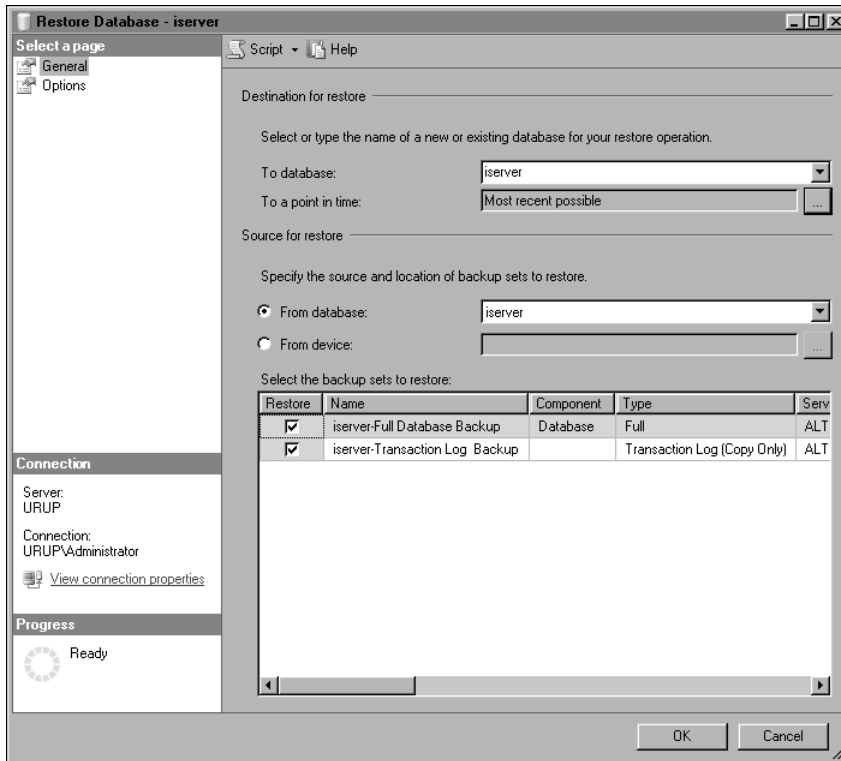 Restore Database - iserver
Select a page
General
Options
Script Help
Destination for restore
Select or type the name of a new or existing database for your restore operation.
To database: iserver
To a point in time: Most recent possible ...
Source for restore
Specify the source and location of backup sets to restore.
From database: iserver
From device: ...
Select the backup sets to restore:
Restore Name Component Type Serv
iserver-Full Database Backup Database Full ALT
iserver-Transaction Log Backup Transaction Log (Copy Only) ALT
Connection
Server:
URUP
Connection:
URUP\Administrator
View connection properties
Progress
Ready
OK Cancel